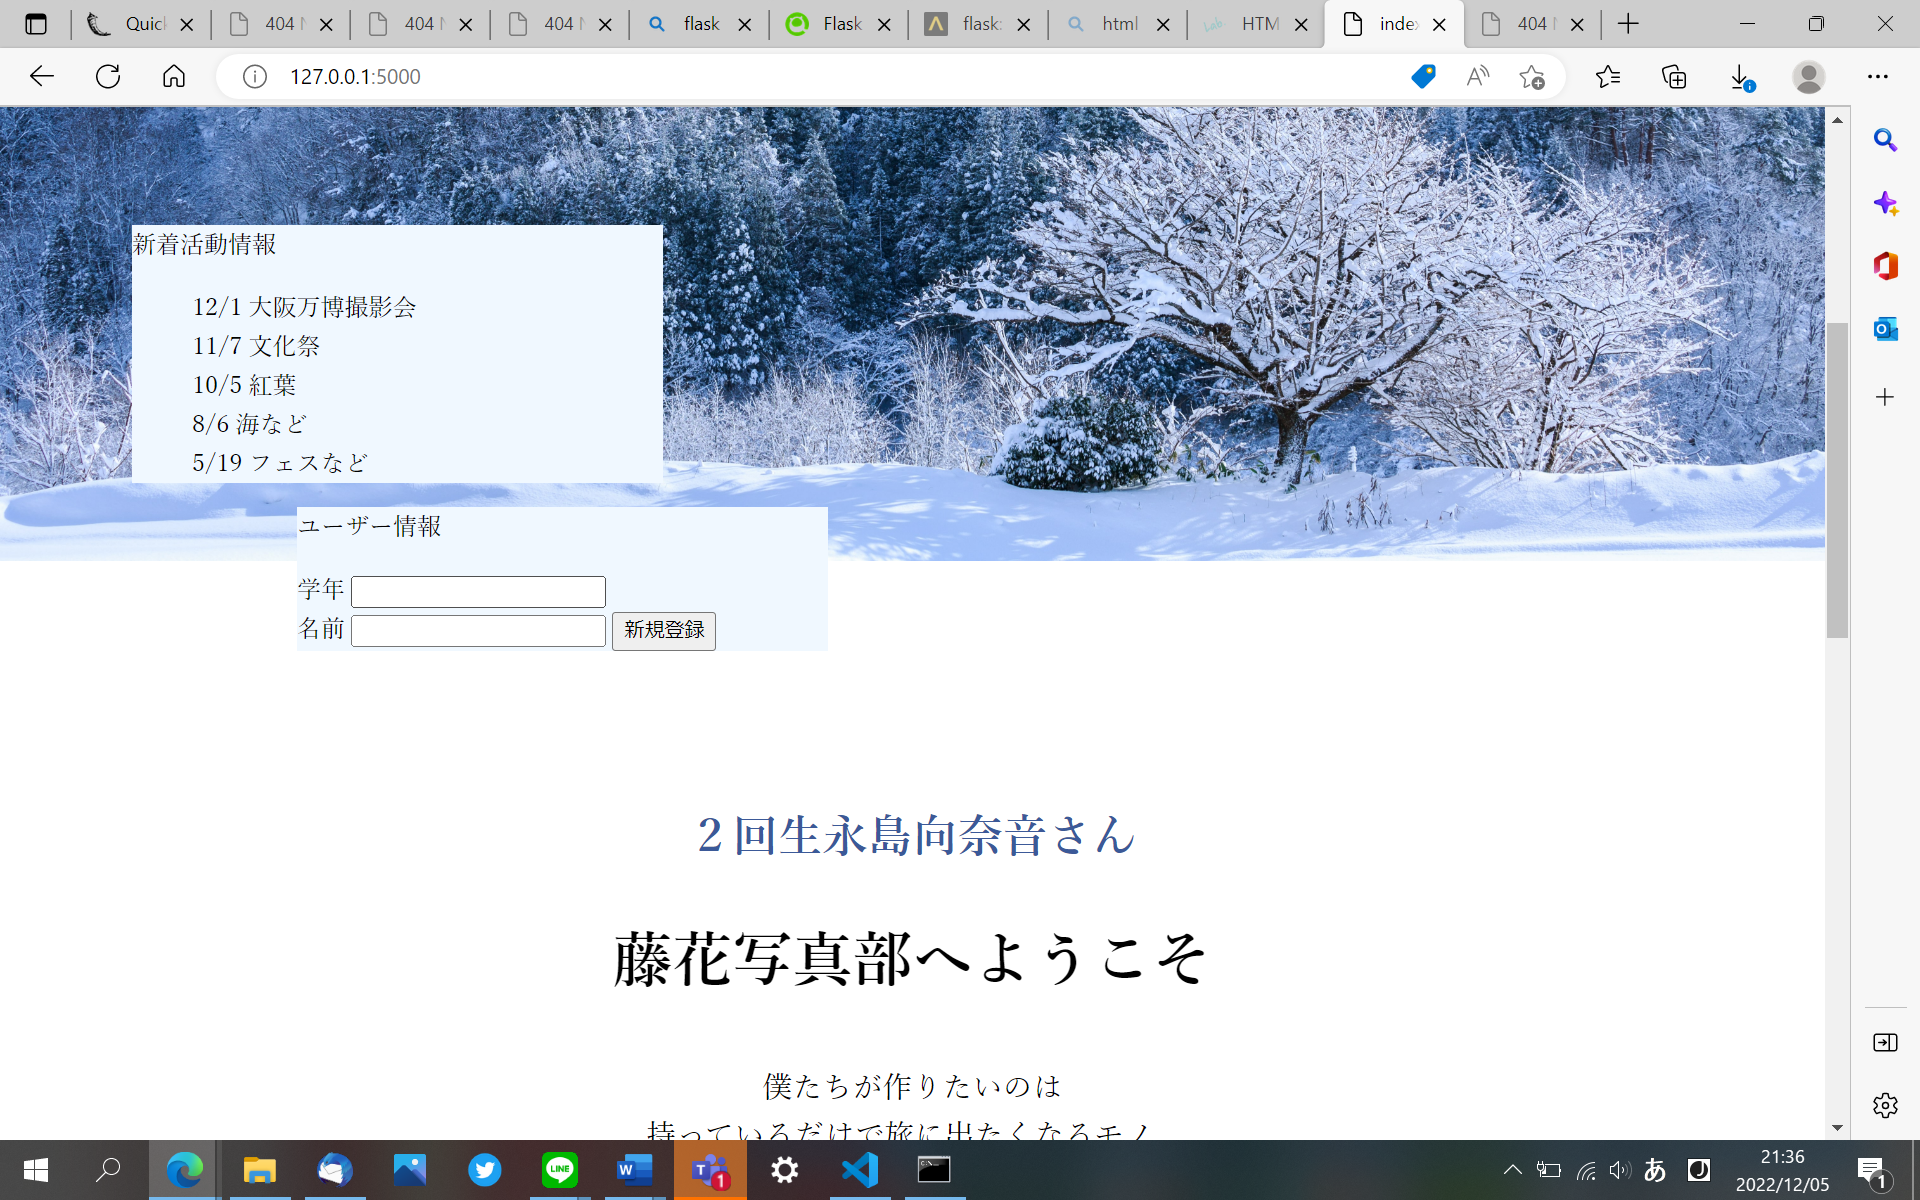 Quick
404 N
404 N
404 N
flask
Flask
flask:
html
Lab. HTM
index
404 N
127.0.0.1:5000
新着活動情報
12/1 大阪万博撮影会
11/7 文化祭
10/5 紅葉
8/6 海など
5/19 フェスなど
ユーザー情報
学年
名前 新規登録
２回生永島向奈音さん
藤花写真部へようこそ
僕たちが作りたいのは
持っているだけで旅に出たくなるモノ
LINE
W
T 1
あ
J
21:36
2022/12/05
1